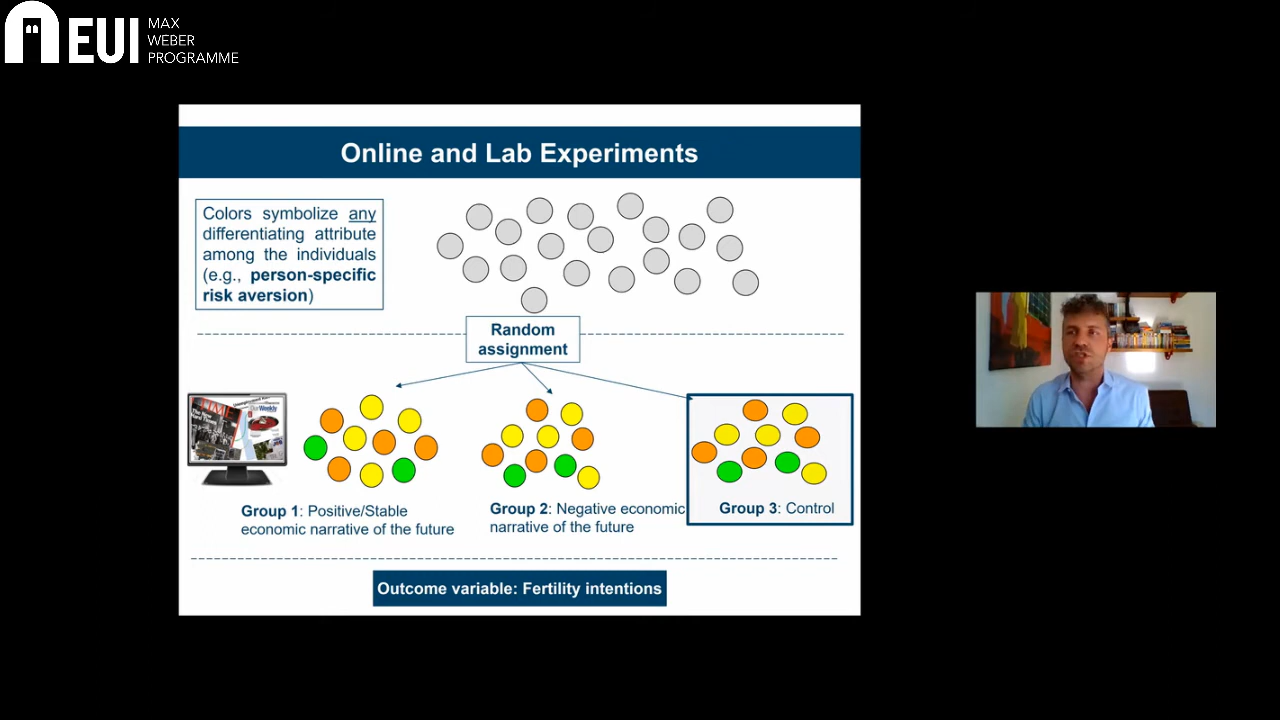 EUI
MAX
WEBER
PROGRAMME
Online and Lab Experiments
Colors symbolize any
differentiating attribute
among the individuals
(e.g., person-specific
risk aversion)
Random
assignment
TIME
Group 1: Positive/Stable
economic narrative of the future
Group 2: Negative economic
narrative of the future
Group 3: Control
Outcome variable: Fertility intentions